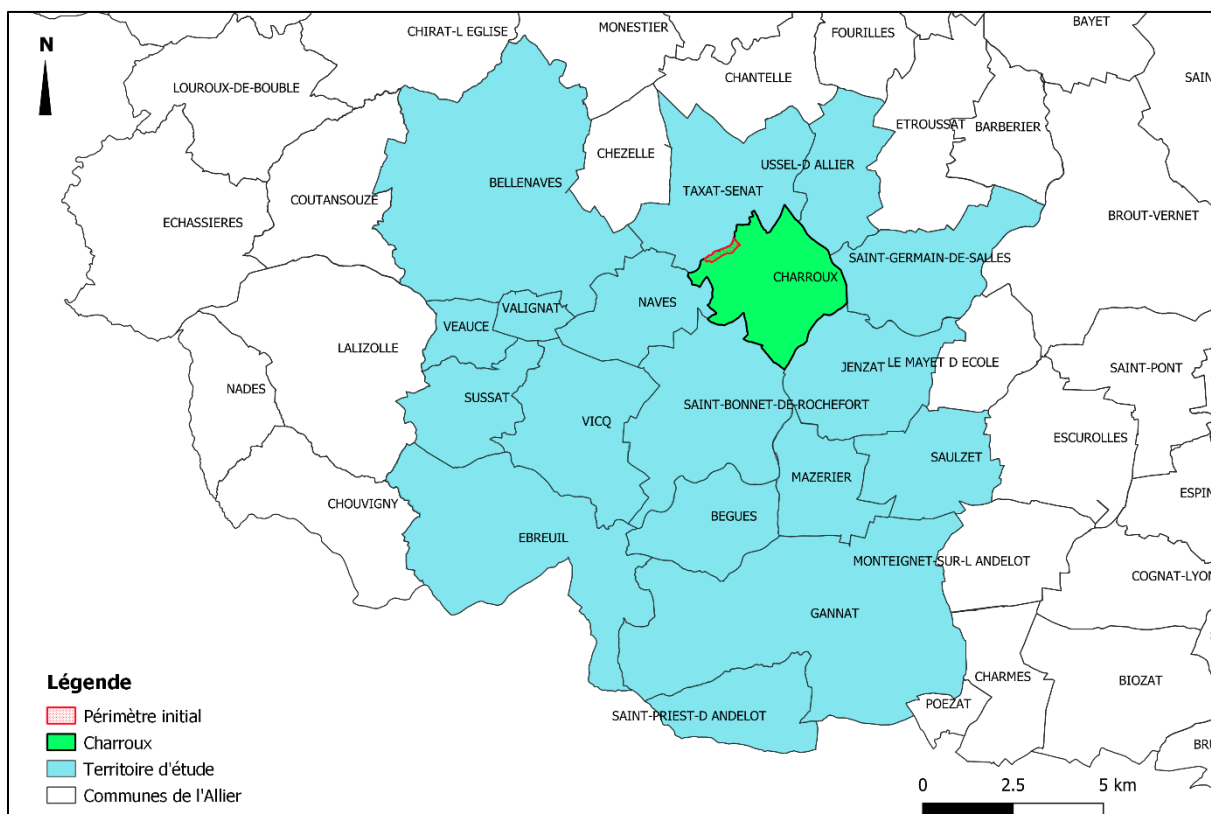 CHIRAT-L EGLISE
MONESTIER
FOURILLES
BAYET
N
LOUROUX-DE-BOUBLE
CHANTELLE
SAIN
ETROUSSAT
BARBERIER
CHEZELLE
USSEL-D ALLIER
BELLENAVES
TAXAT-SENAT
COUTANSOUZE
ECHASSIERES
BROUT-VERNET
SAINT-GERMAIN-DE-SALLES
CHARROUX
NAVES
VALIGNAT
VEAUCE
LALIZOLLE
JENZAT
LE MAYET D ECOLE
SAINT-PONT
NADES
SUSSAT
SAINT-BONNET-DE-ROCHEFORT
VICQ
ESCUROLLES
SAULZET
MAZERIER
CHOUVIGNY
ESPIN
BEGUES
EBREUIL
MONTEIGNET-SUR-L ANDELOT
COGNAT-LYON
GANNAT
CHARMES
BIOZAT
Légende
POEZAT
SAINT-PRIEST-D ANDELOT
Périmètre initial
Charroux
BRU
Territoire d'étude
Communes de l'Allier
0 2.5 5 km